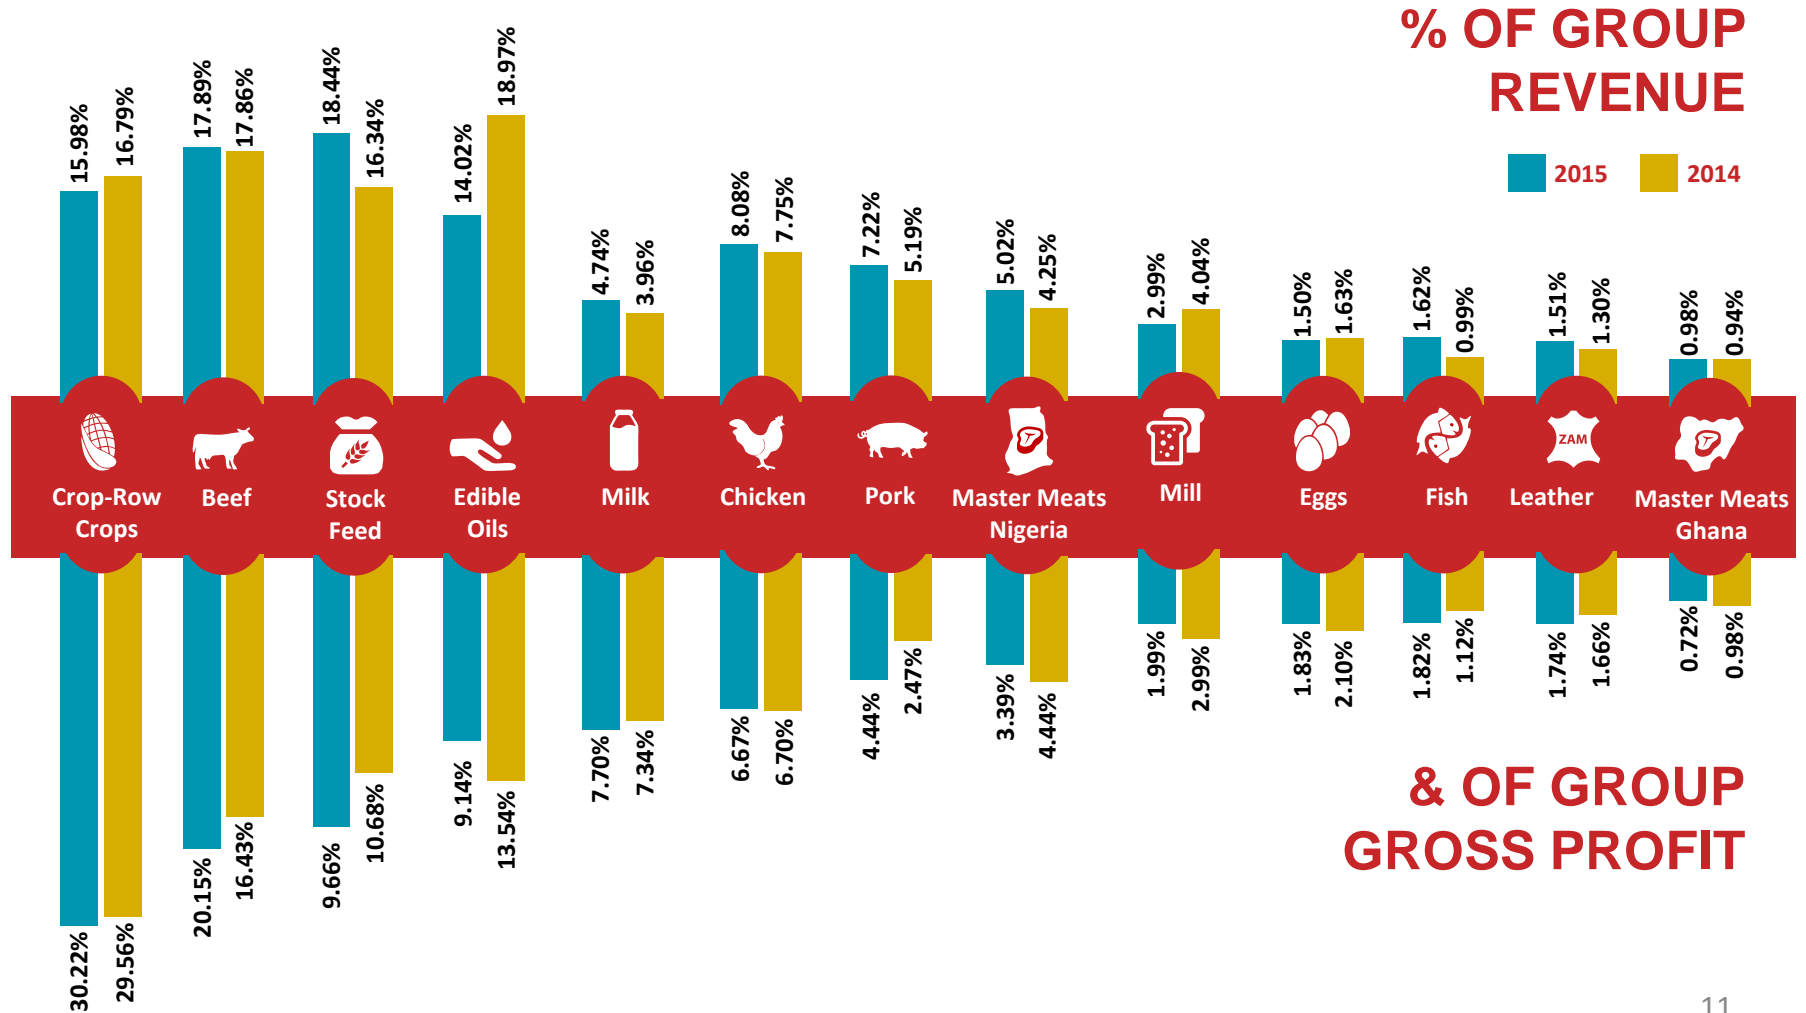 % OF GROUP
REVENUE
2015
2014
15.98%
16.79%
17.89%
17.86%
18.44%
16.34%
14.02%
18.97%
4.74%
3.96%
8.08%
7.75%
7.22%
5.19%
5.02%
4.25%
2.99%
4.04%
1.50%
1.63%
1.62%
0.99%
1.51%
1.30%
0.98%
0.94%
ZAM
Crop-Row
Crops
Beef
Stock
Feed
Edible
Oils
Milk
Chicken
Pork
Master Meats
Nigeria
Mill
Eggs
Fish
Leather
Master Meats
Ghana
30.22%
29.56%
20.15%
16.43%
9.66%
10.68%
9.14%
13.54%
7.70%
7.34%
6.67%
6.70%
4.44%
2.47%
3.39%
4.44%
1.99%
2.99%
1.83%
2.10%
1.82%
1.12%
1.74%
1.66%
0.72%
0.98%
& OF GROUP
GROSS PROFIT
11